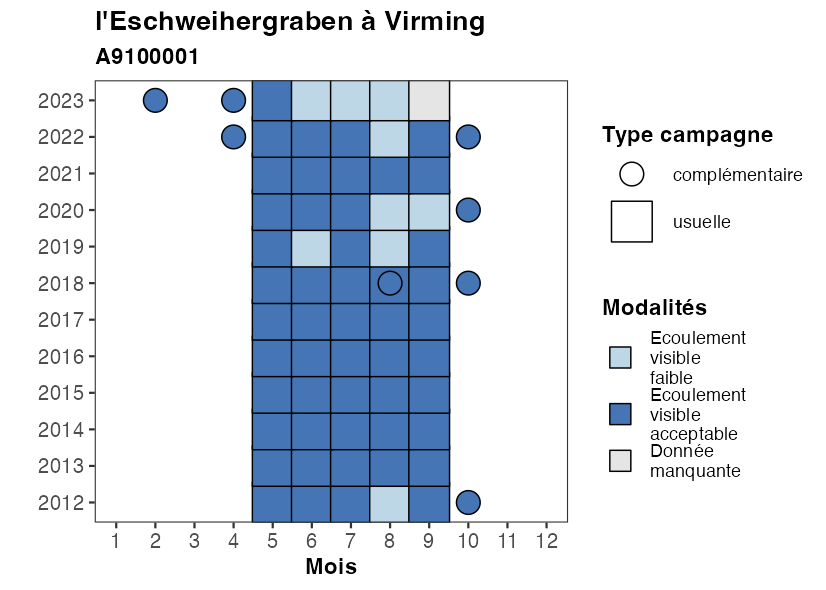 l'Eschweihergraben à Virming
A9100001
2023
2022
2021
2020
2019
2018
2017
2016
2015
2014
2013
2012
1 2 3 4 5 6 7 8 9 10 11 12
Mois
Type campagne
complémentaire
usuelle
Modalités
Ecoulement
visible
faible
Ecoulement
visible
acceptable
Donnée
manquante